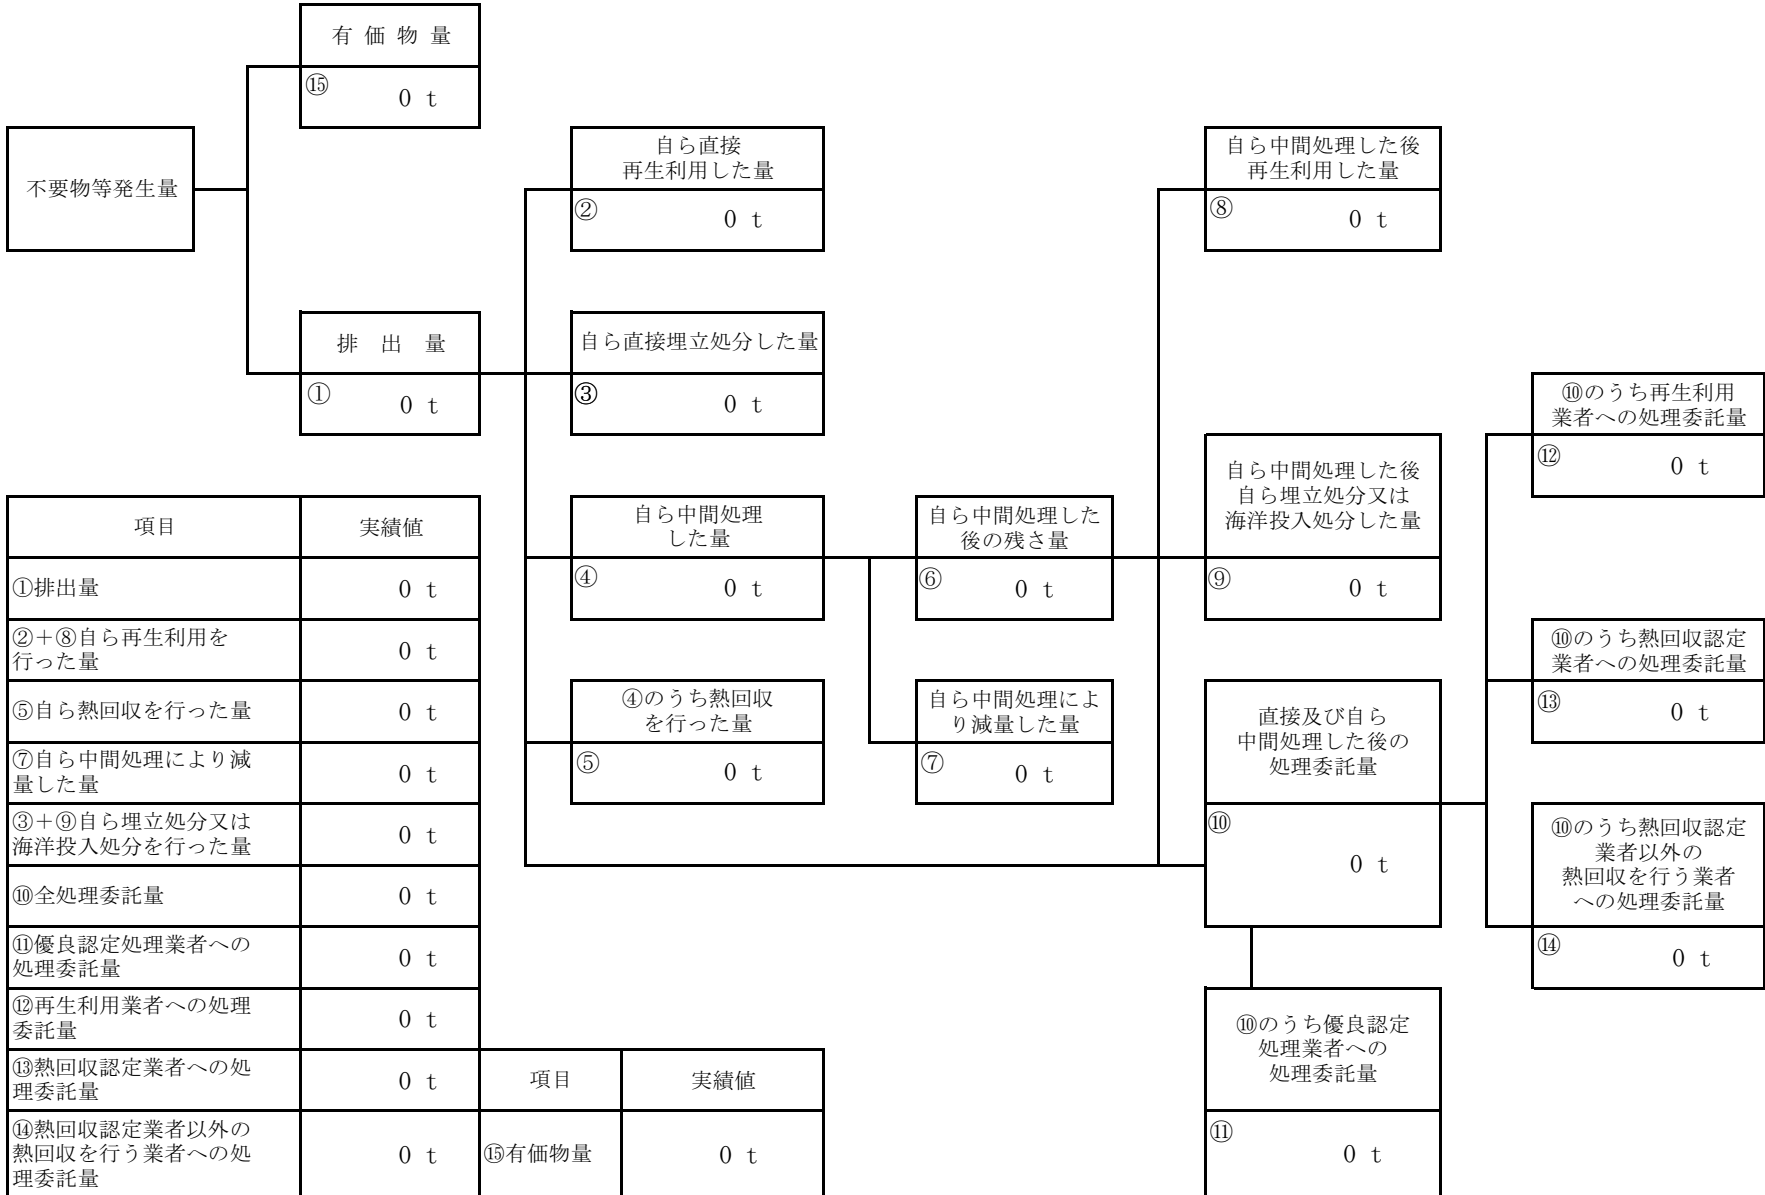 有 価 物 量
⑮
0 t
不要物等発生量
自ら直接
再生利用した量
②
0 t
自ら中間処理した後
再生利用した量
⑧
0 t
排 出 量
①
0 t
自ら直接埋立処分した量
③
0 t
⑩のうち再生利用
業者への処理委託量
⑫
0 t
自ら中間処理した後
自ら埋立処分又は
海洋投入処分した量
⑨
0 t
自ら中間処理
した量
④
0 t
自ら中間処理した
後の残さ量
⑥
0 t
⑩のうち熱回収認定
業者への処理委託量
⑬
0 t
④のうち熱回収
を行った量
⑤
0 t
自ら中間処理によ
り減量した量
⑦
0 t
直接及び自ら
中間処理した後の
処理委託量
⑩
0 t
⑩のうち熱回収認定
業者以外の
熱回収を行う業者
への処理委託量
⑭
0 t
⑩のうち優良認定
処理業者への
処理委託量
⑪
0 t
項目 実績値
①排出量 0 t
②+⑧自ら再生利用を
行った量 0 t
⑤自ら熱回収を行った量 0 t
⑦自ら中間処理により減
量した量 0 t
③+⑨自ら埋立処分又は
海洋投入処分を行った量 0 t
⑩全処理委託量 0 t
⑪優良認定処理業者への
処理委託量 0 t
⑫再生利用業者への処理
委託量 0 t
⑬熱回収認定業者への処
理委託量 0 t
⑭熱回収認定業者以外の
熱回収を行う業者への処
理委託量 0 t
項目 実績値
⑮有価物量 0 t